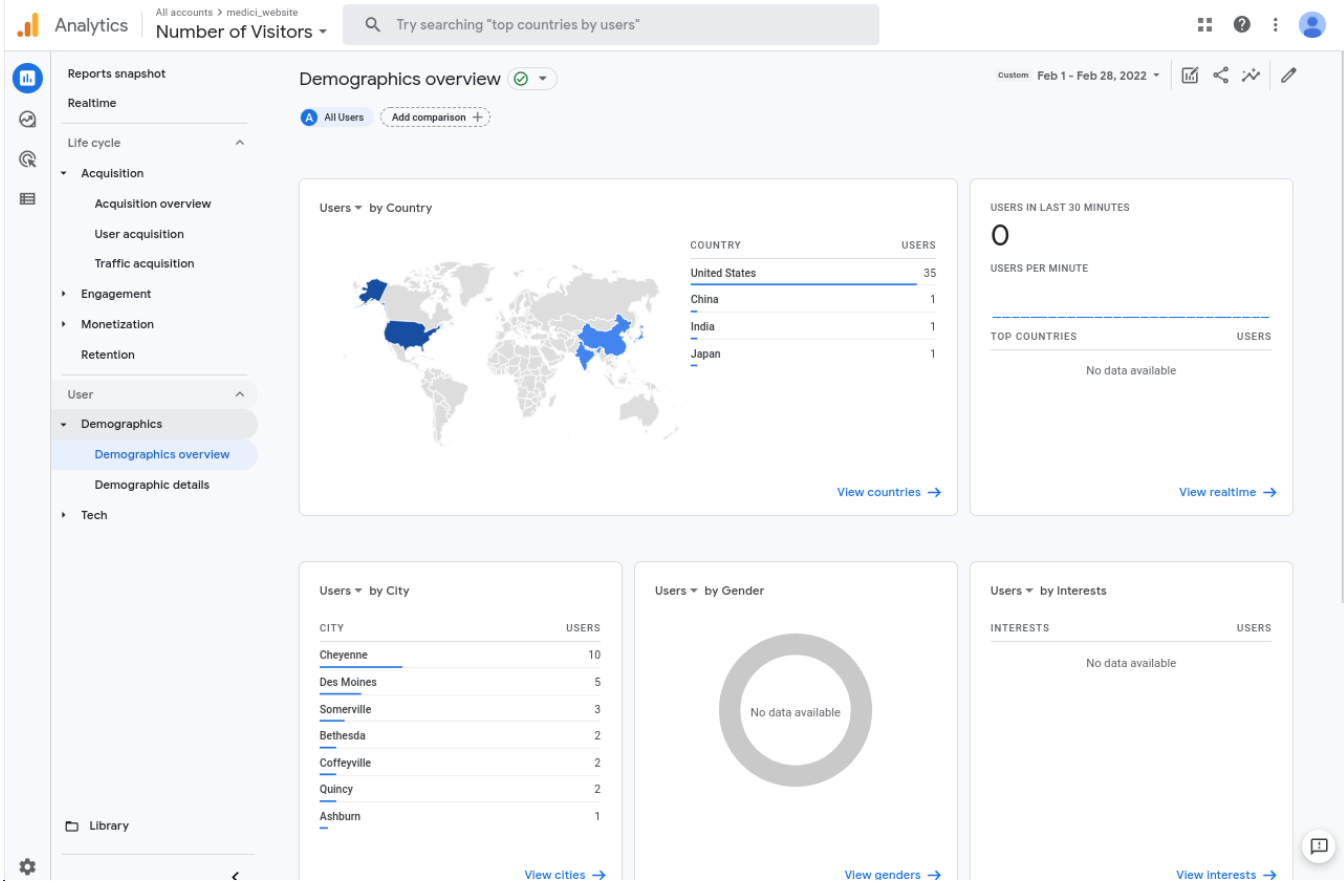 Analytics
All accounts > medici_website
Number of Visitors
Try searching "top countries by users"
Reports snapshot
Realtime
Life cycle
Acquisition
Acquisition overview
User acquisition
Traffic acquisition
Engagement
Monetization
Retention
User
Demographics
Demographics overview
Demographic details
Tech
Library
Demographics overview
Custom Feb 1 - Feb 28, 2022
A All Users
Add comparison +
Users by Country
COUNTRY USERS
United States 35
China 1
India 1
Japan 1
View countries
USERS IN LAST 30 MINUTES
0
USERS PER MINUTE
TOP COUNTRIES USERS
No data available
View realtime
Users by City
CITY USERS
Cheyenne 10
Des Moines 5
Somerville 3
Bethesda 2
Coffeyville 2
Quincy 2
Ashburn 1
View cities
Users by Gender
No data available
View genders
Users by Interests
INTERESTS USERS
No data available
View interests